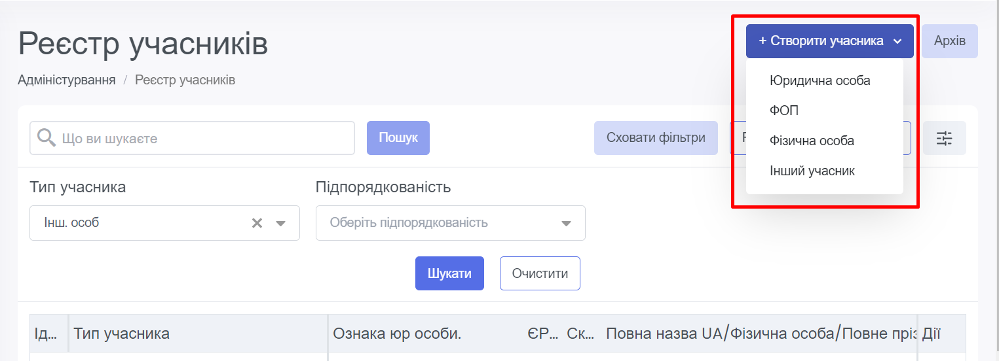 Реєстр учасників
+ Створити учасника
Архів
Адміністурвання / Реєстр учасників
Юридична особа
ФОП
Фізична особа
Інший учасник
Що ви шукаєте
Пошук
Сховати фільтри
Тип учасника
Підпорядкованість
Інш. особ
Оберіть підпорядкованість
Шукати
Очистити
Ід... Тип учасника Ознака юр особи. ЄР... Ск... Повна назва UA/Фізична особа/Повне пріз Дії